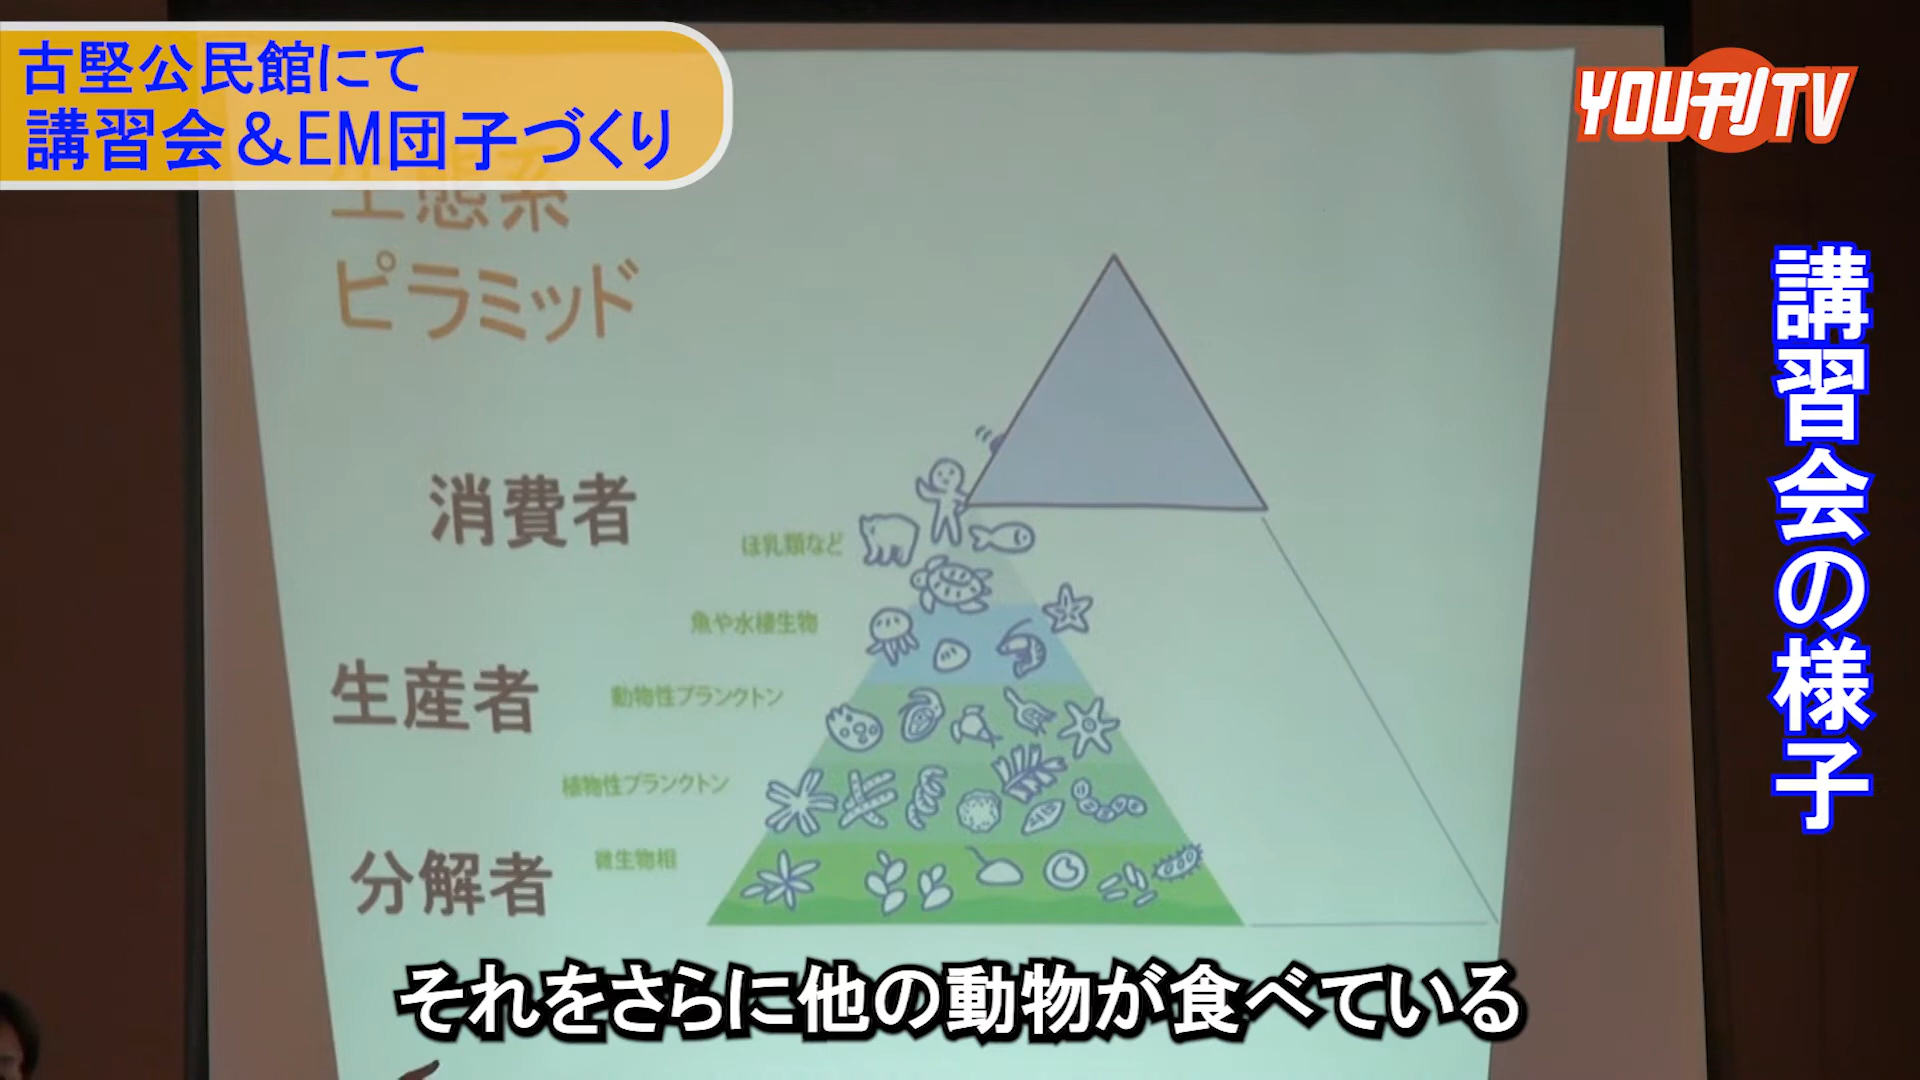 古堅公民館にて
講習会＆EM団子づくり
YOU刊TV
生態系
ピラミッド
講習会の様子
消費者
ほ乳類など
魚や水棲生物
生産者
動物性プランクトン
植物性プランクトン
分解者
微生物相
それをさらに他の動物が食べている